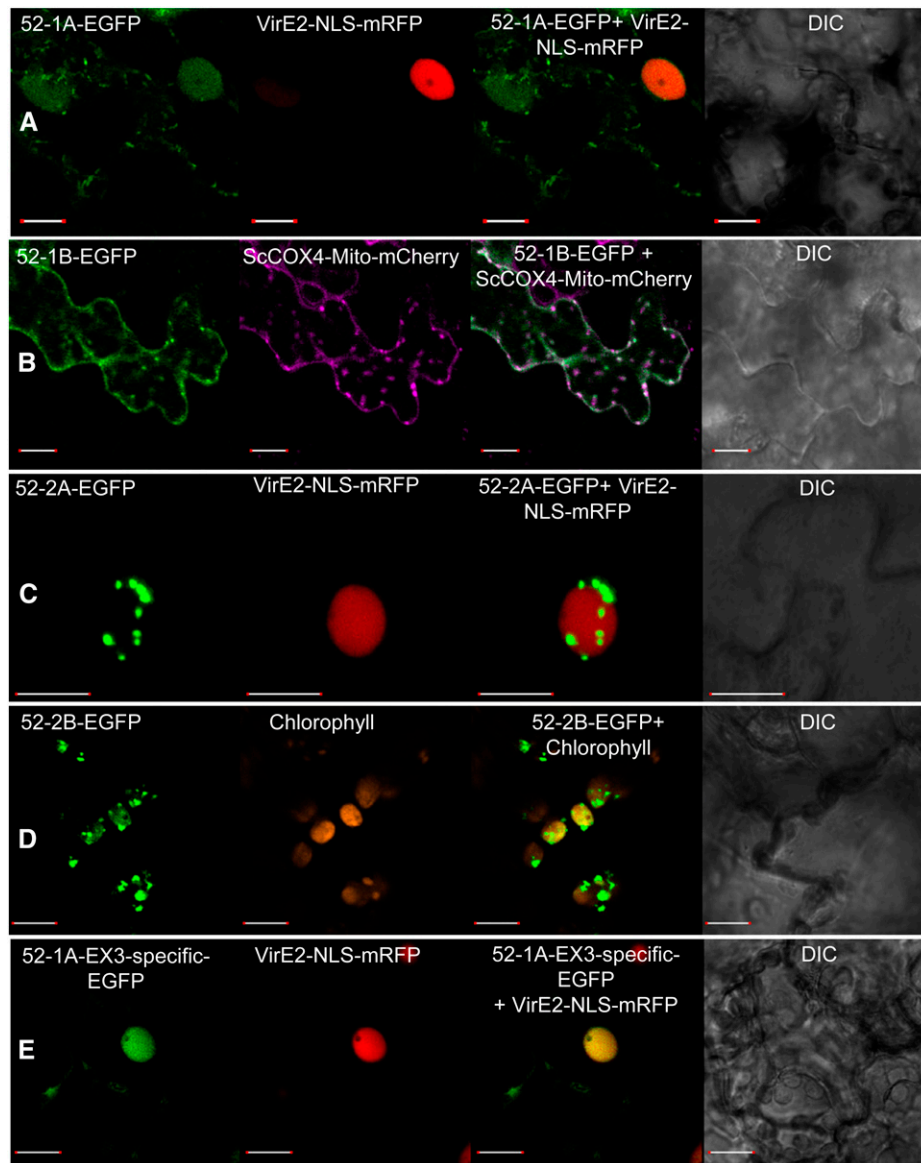 52-1A-EGFP
VirE2-NLS-mRFP
52-1A-EGFP+ VirE2-
NLS-mRFP
DIC
A
52-1B-EGFP
ScCOX4-Mito-mCherry
52-1B-EGFP +
ScCOX4-Mito-mCherry
DIC
B
52-2A-EGFP
VirE2-NLS-mRFP
52-2A-EGFP+ VirE2-
NLS-mRFP
DIC
C
52-2B-EGFP
Chlorophyll
52-2B-EGFP+
Chlorophyll
DIC
D
52-1A-EX3-specific-
EGFP
VirE2-NLS-mRFP
52-1A-EX3-specific-
EGFP
+ VirE2-NLS-mRFP
DIC
E